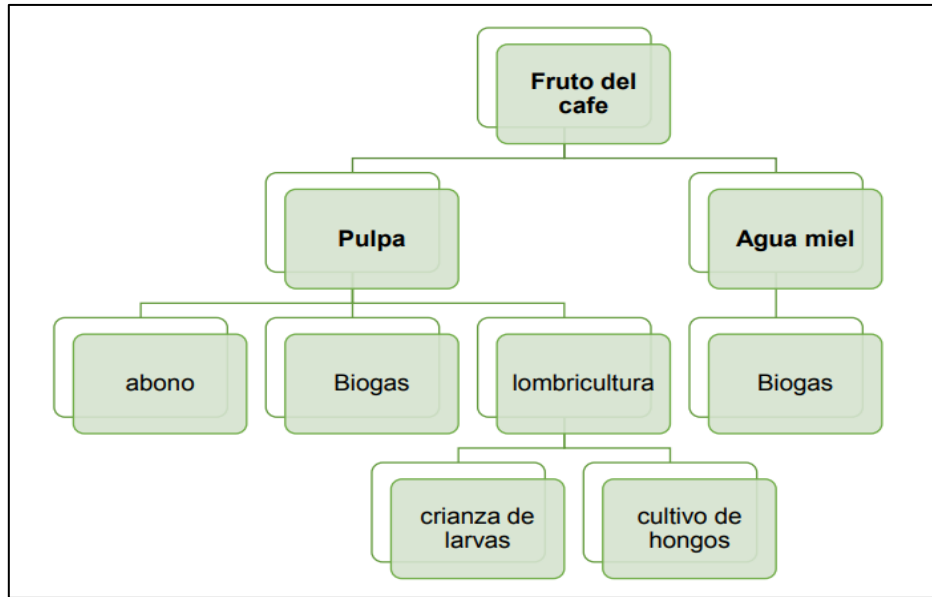 Fruto del
cafe
Pulpa
Agua miel
abono
Biogas
lombricultura
Biogas
crianza de
larvas
cultivo de
hongos